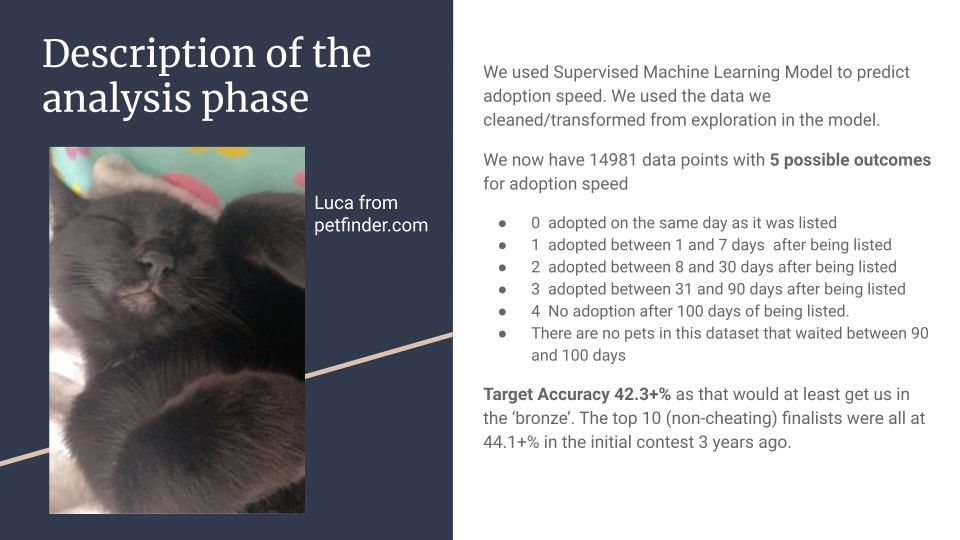 Description of the
analysis phase
Luca from
petfinder.com
We used Supervised Machine Learning Model to predict
adoption speed. We used the data we
cleaned/transformed from exploration in the model.
We now have 14981 data points with 5 possible outcomes
for adoption speed
● 0 adopted on the same day as it was listed
● 1 adopted between 1 and 7 days after being listed
● 2 adopted between 8 and 30 days after being listed
● 3 adopted between 31 and 90 days after being listed
● 4 No adoption after 100 days of being listed.
● There are no pets in this dataset that waited between 90
and 100 days
Target Accuracy 42.3+% as that would at least get us in
the ‘bronze’. The top 10 (non-cheating) finalists were all at
44.1+% in the initial contest 3 years ago.